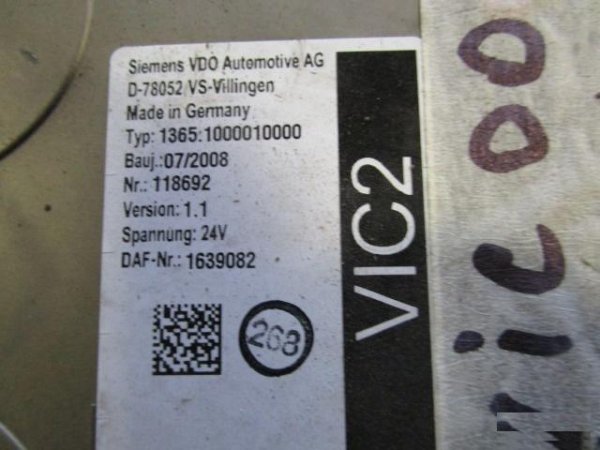 Siemens VDO Automotive AG
D-78052 VS-Villingen
Made in Germany
Typ: 1365.1000010000
Bauj.:07/2008
Nr.: 118692
Version: 1.1
Spannung: 24V
DAF-Nr.: 1639082
268
VIC2